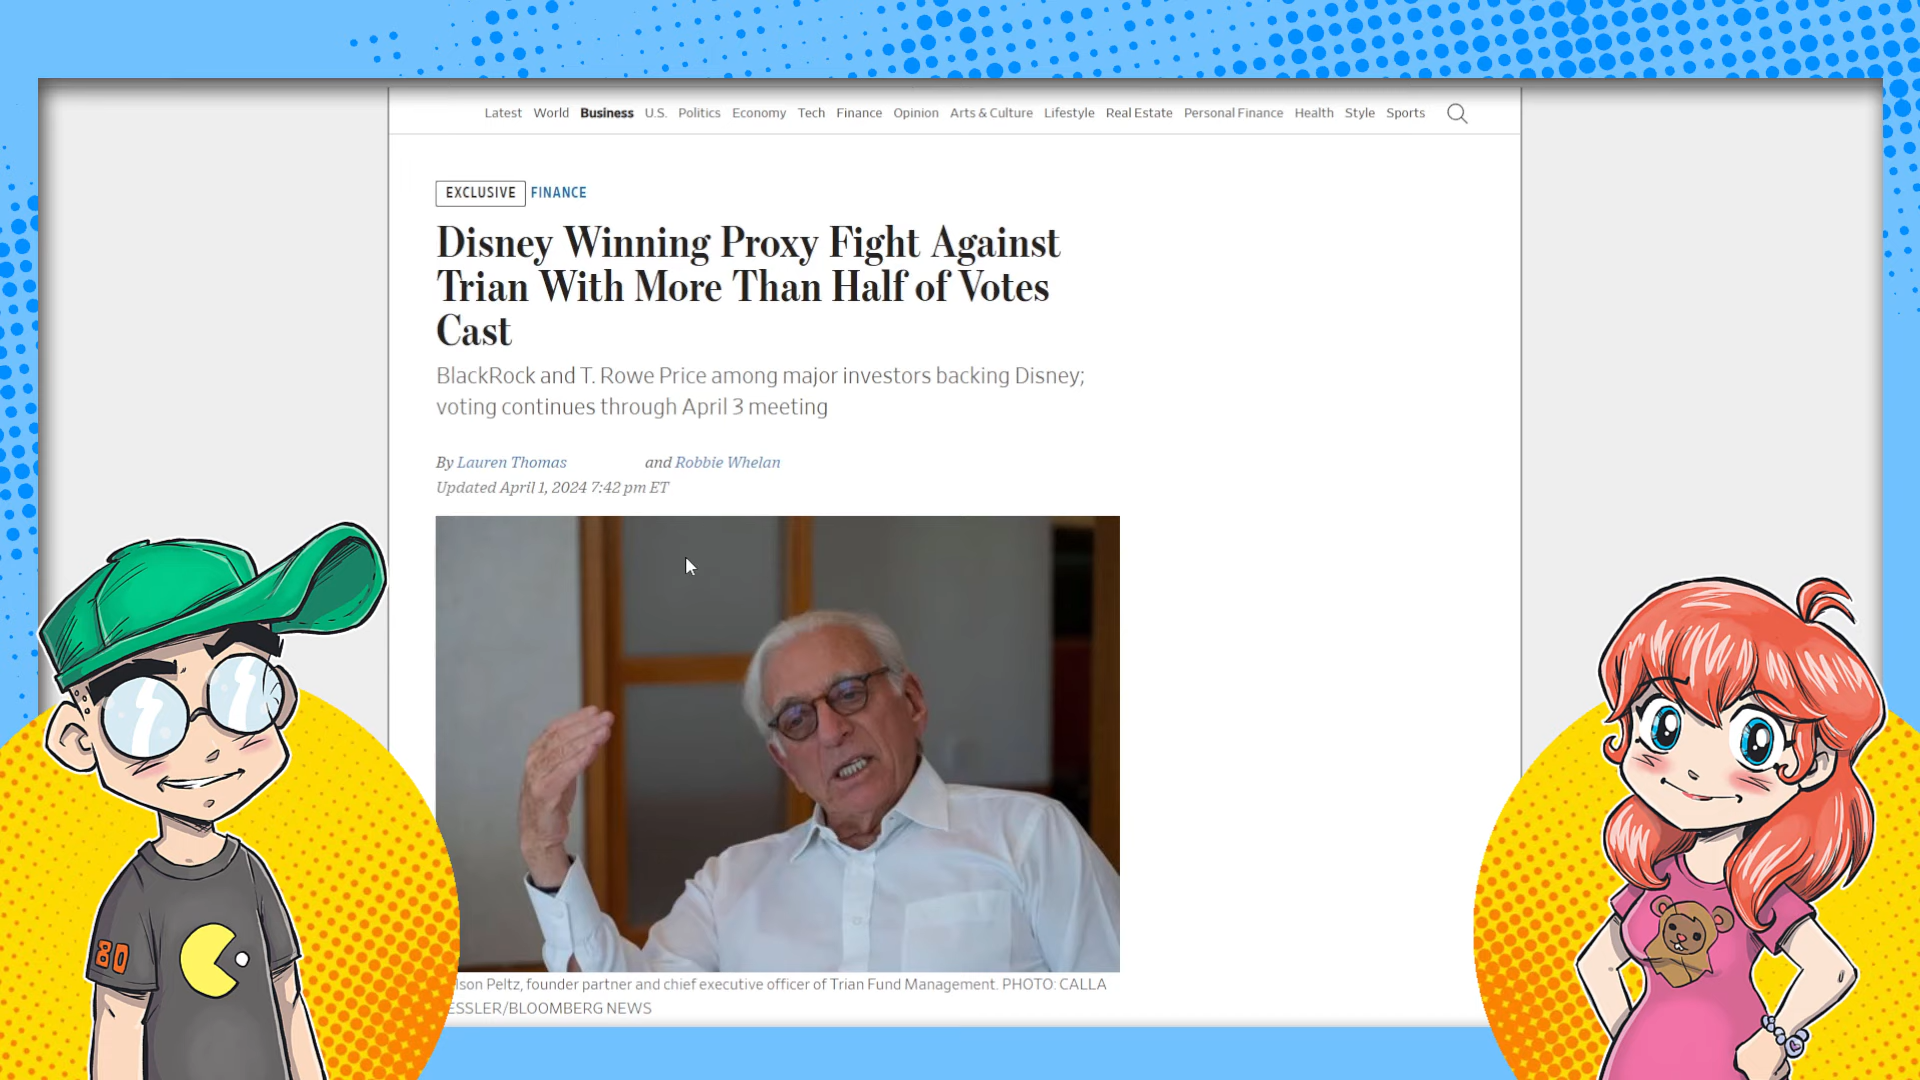 Latest World Business U.S. Politics Economy Tech Finance Opinion Arts & Culture Lifestyle Real Estate Personal Finance Health Style Sports
EXCLUSIVE FINANCE
Disney Winning Proxy Fight Against
Trian With More Than Half of Votes
Cast
BlackRock and T. Rowe Price among major investors backing Disney;
voting continues through April 3 meeting
By Lauren Thomas and Robbie Whelan
Updated April 1, 2024 7:42 pm ET
80
lson Peltz, founder partner and chief executive officer of Trian Fund Management. PHOTO: CALLA
ESSLER/BLOOMBERG NEWS